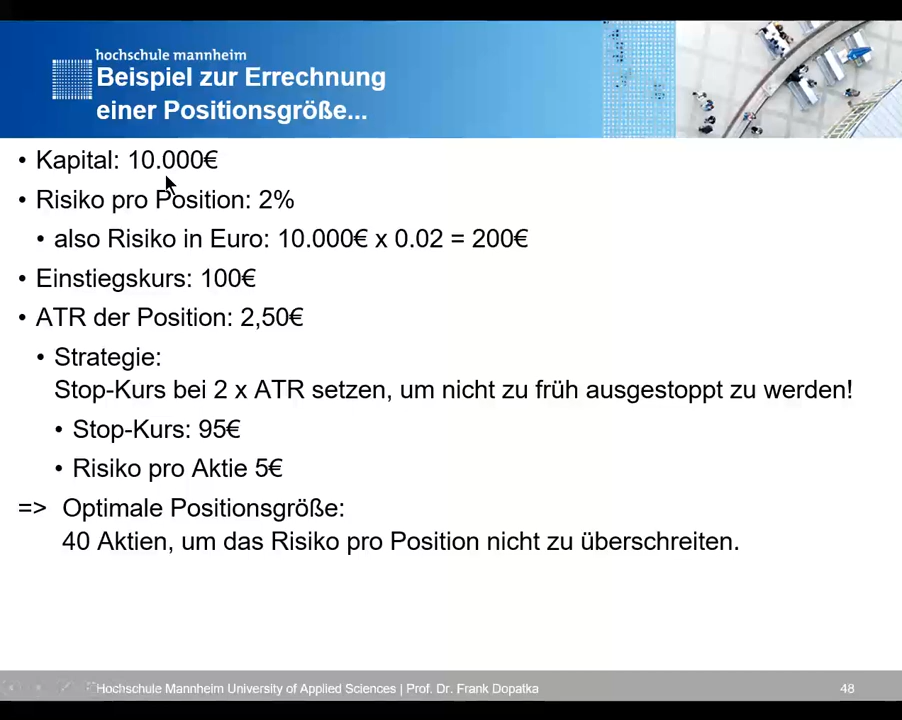 hochschule mannheim
Beispiel zur Errechnung
einer Positionsgröße...
• Kapital: 10.000€
• Risiko pro Position: 2%
• also Risiko in Euro: 10.000€ x 0.02 = 200€
• Einstiegskurs: 100€
• ATR der Position: 2,50€
• Strategie:
Stop-Kurs bei 2 x ATR setzen, um nicht zu früh ausgestoppt zu werden!
• Stop-Kurs: 95€
• Risiko pro Aktie 5€
=> Optimale Positionsgröße:
40 Aktien, um das Risiko pro Position nicht zu überschreiten.
Hochschule Mannheim University of Applied Sciences | Prof. Dr. Frank Dopatka 48